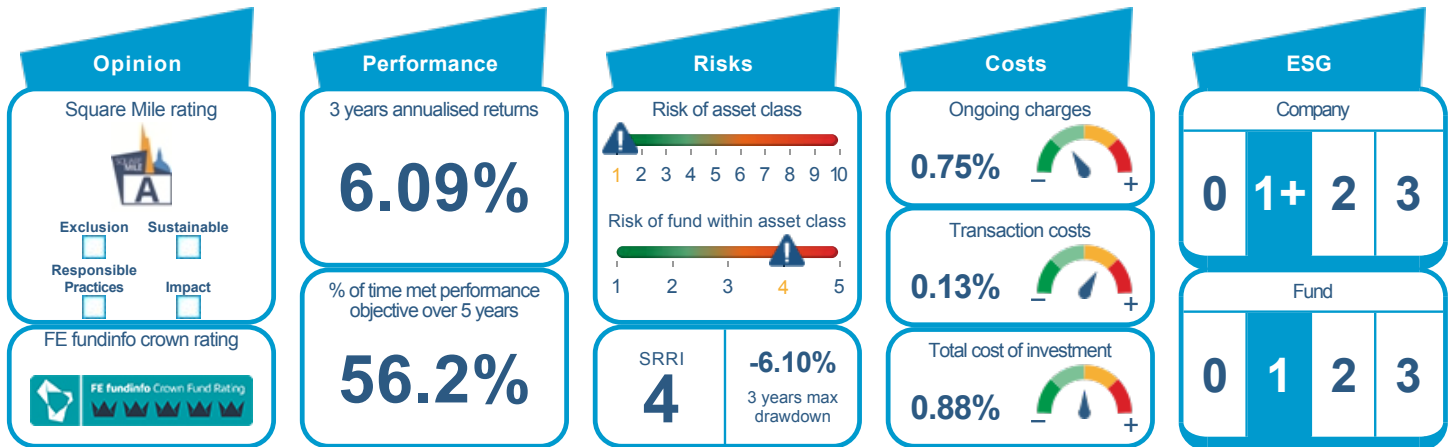 Opinion
Square Mile rating
SQUARE
MILE
A
Exclusion Sustainable
Responsible
Practices Impact
FE fundinfo crown rating
FE fundinfo Crown Fund Rating
Performance
3 years annualised returns
6.09%
% of time met performance
objective over 5 years
56.2%
Risks
Risk of asset class
1 2 3 4 5 6 7 8 9 10
Risk of fund within asset class
1 2 3 4 5
SRRI
4
-6.10%
3 years max
drawdown
Costs
Ongoing charges
0.75%
– +
Transaction costs
0.13%
– +
Total cost of investment
0.88%
– +
ESG
Company
0 1+ 2 3
Fund
0 1 2 3